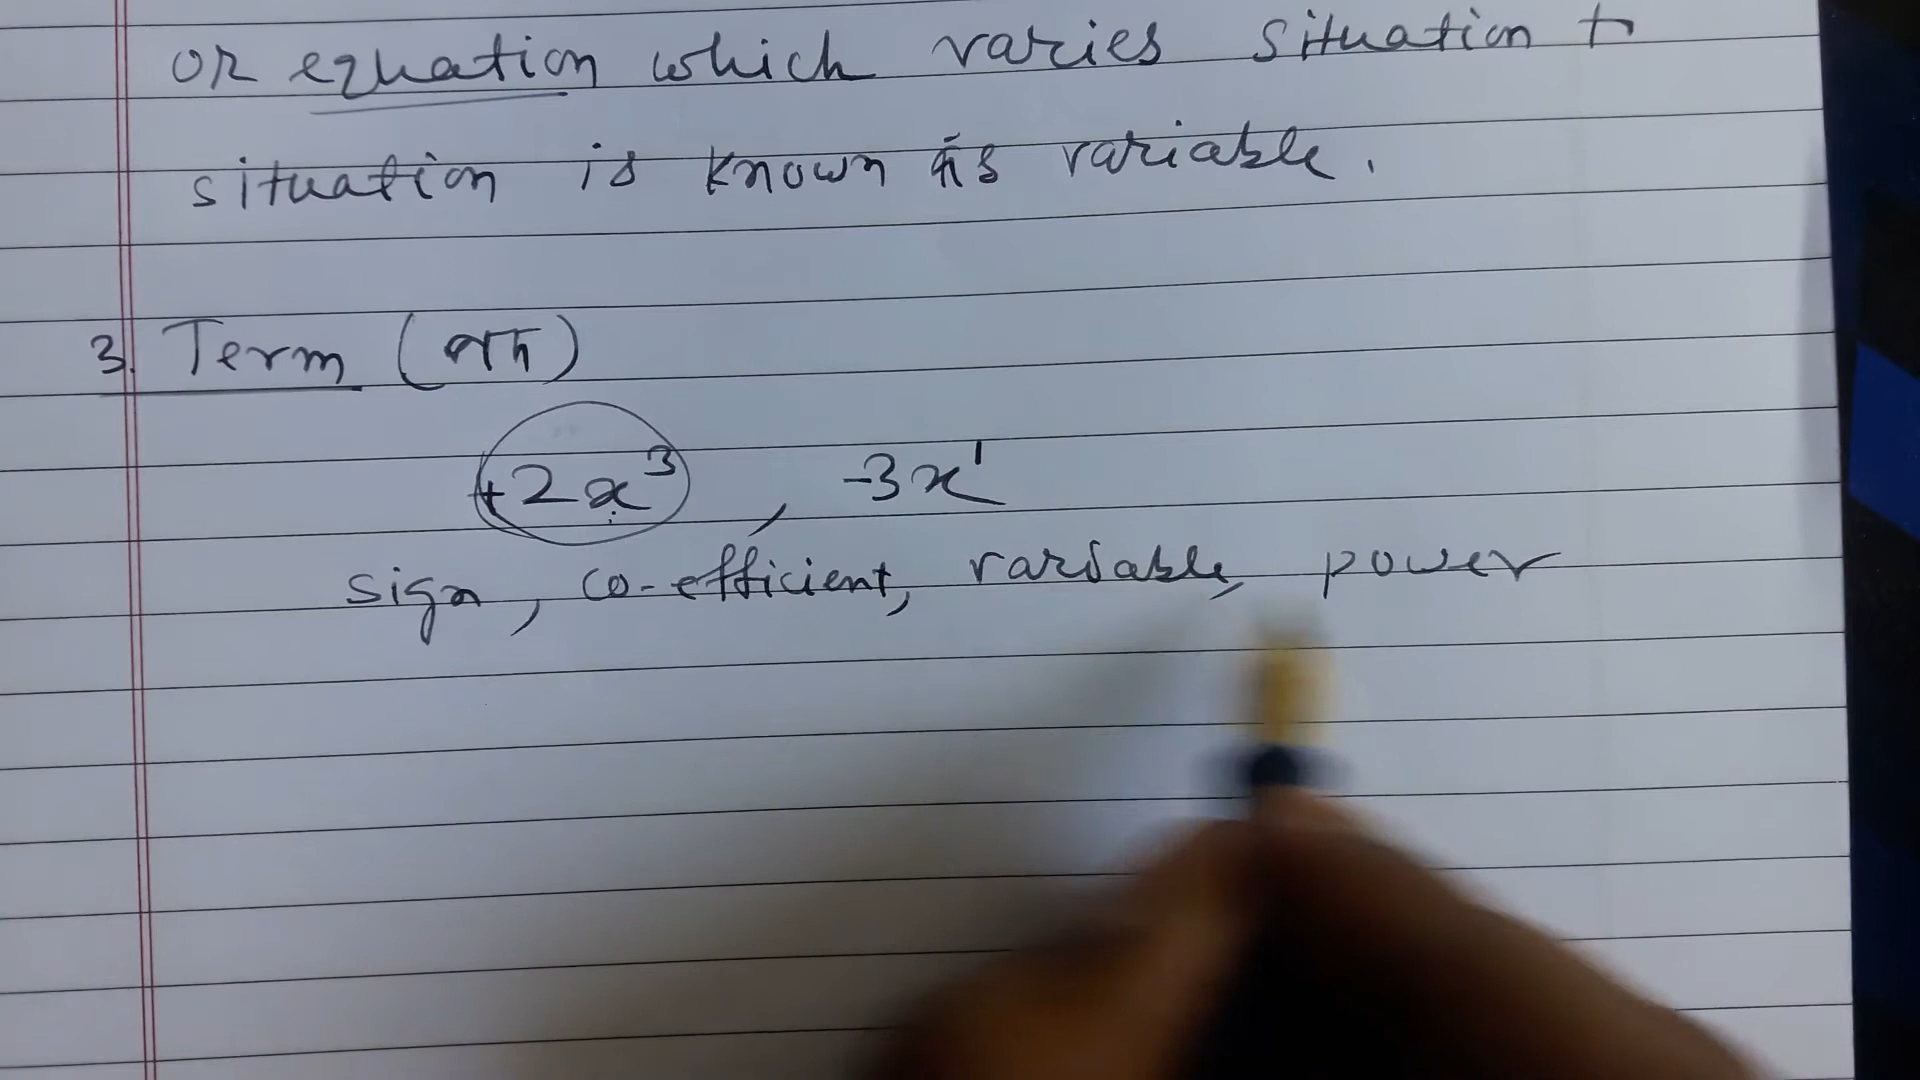 or equation which varies situation to
situation is known as variable.
3. Term (পদ)
+2x³, -3x¹
sign, co-efficient, variable, power